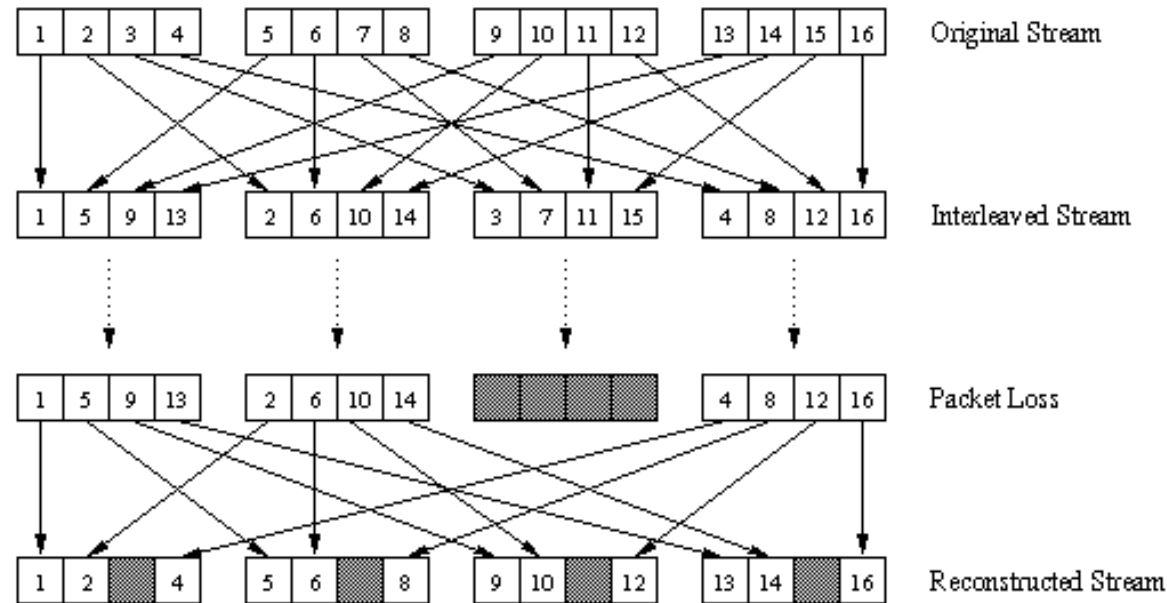 1 2 3 4 5 6 7 8 9 10 11 12 13 14 15 16 Original Stream
1 5 9 13 2 6 10 14 3 7 11 15 4 8 12 16 Interleaved Stream
1 5 9 13 2 6 10 14 4 8 12 16 Packet Loss
1 2 4 5 6 8 9 10 12 13 14 16 Reconstructed Stream